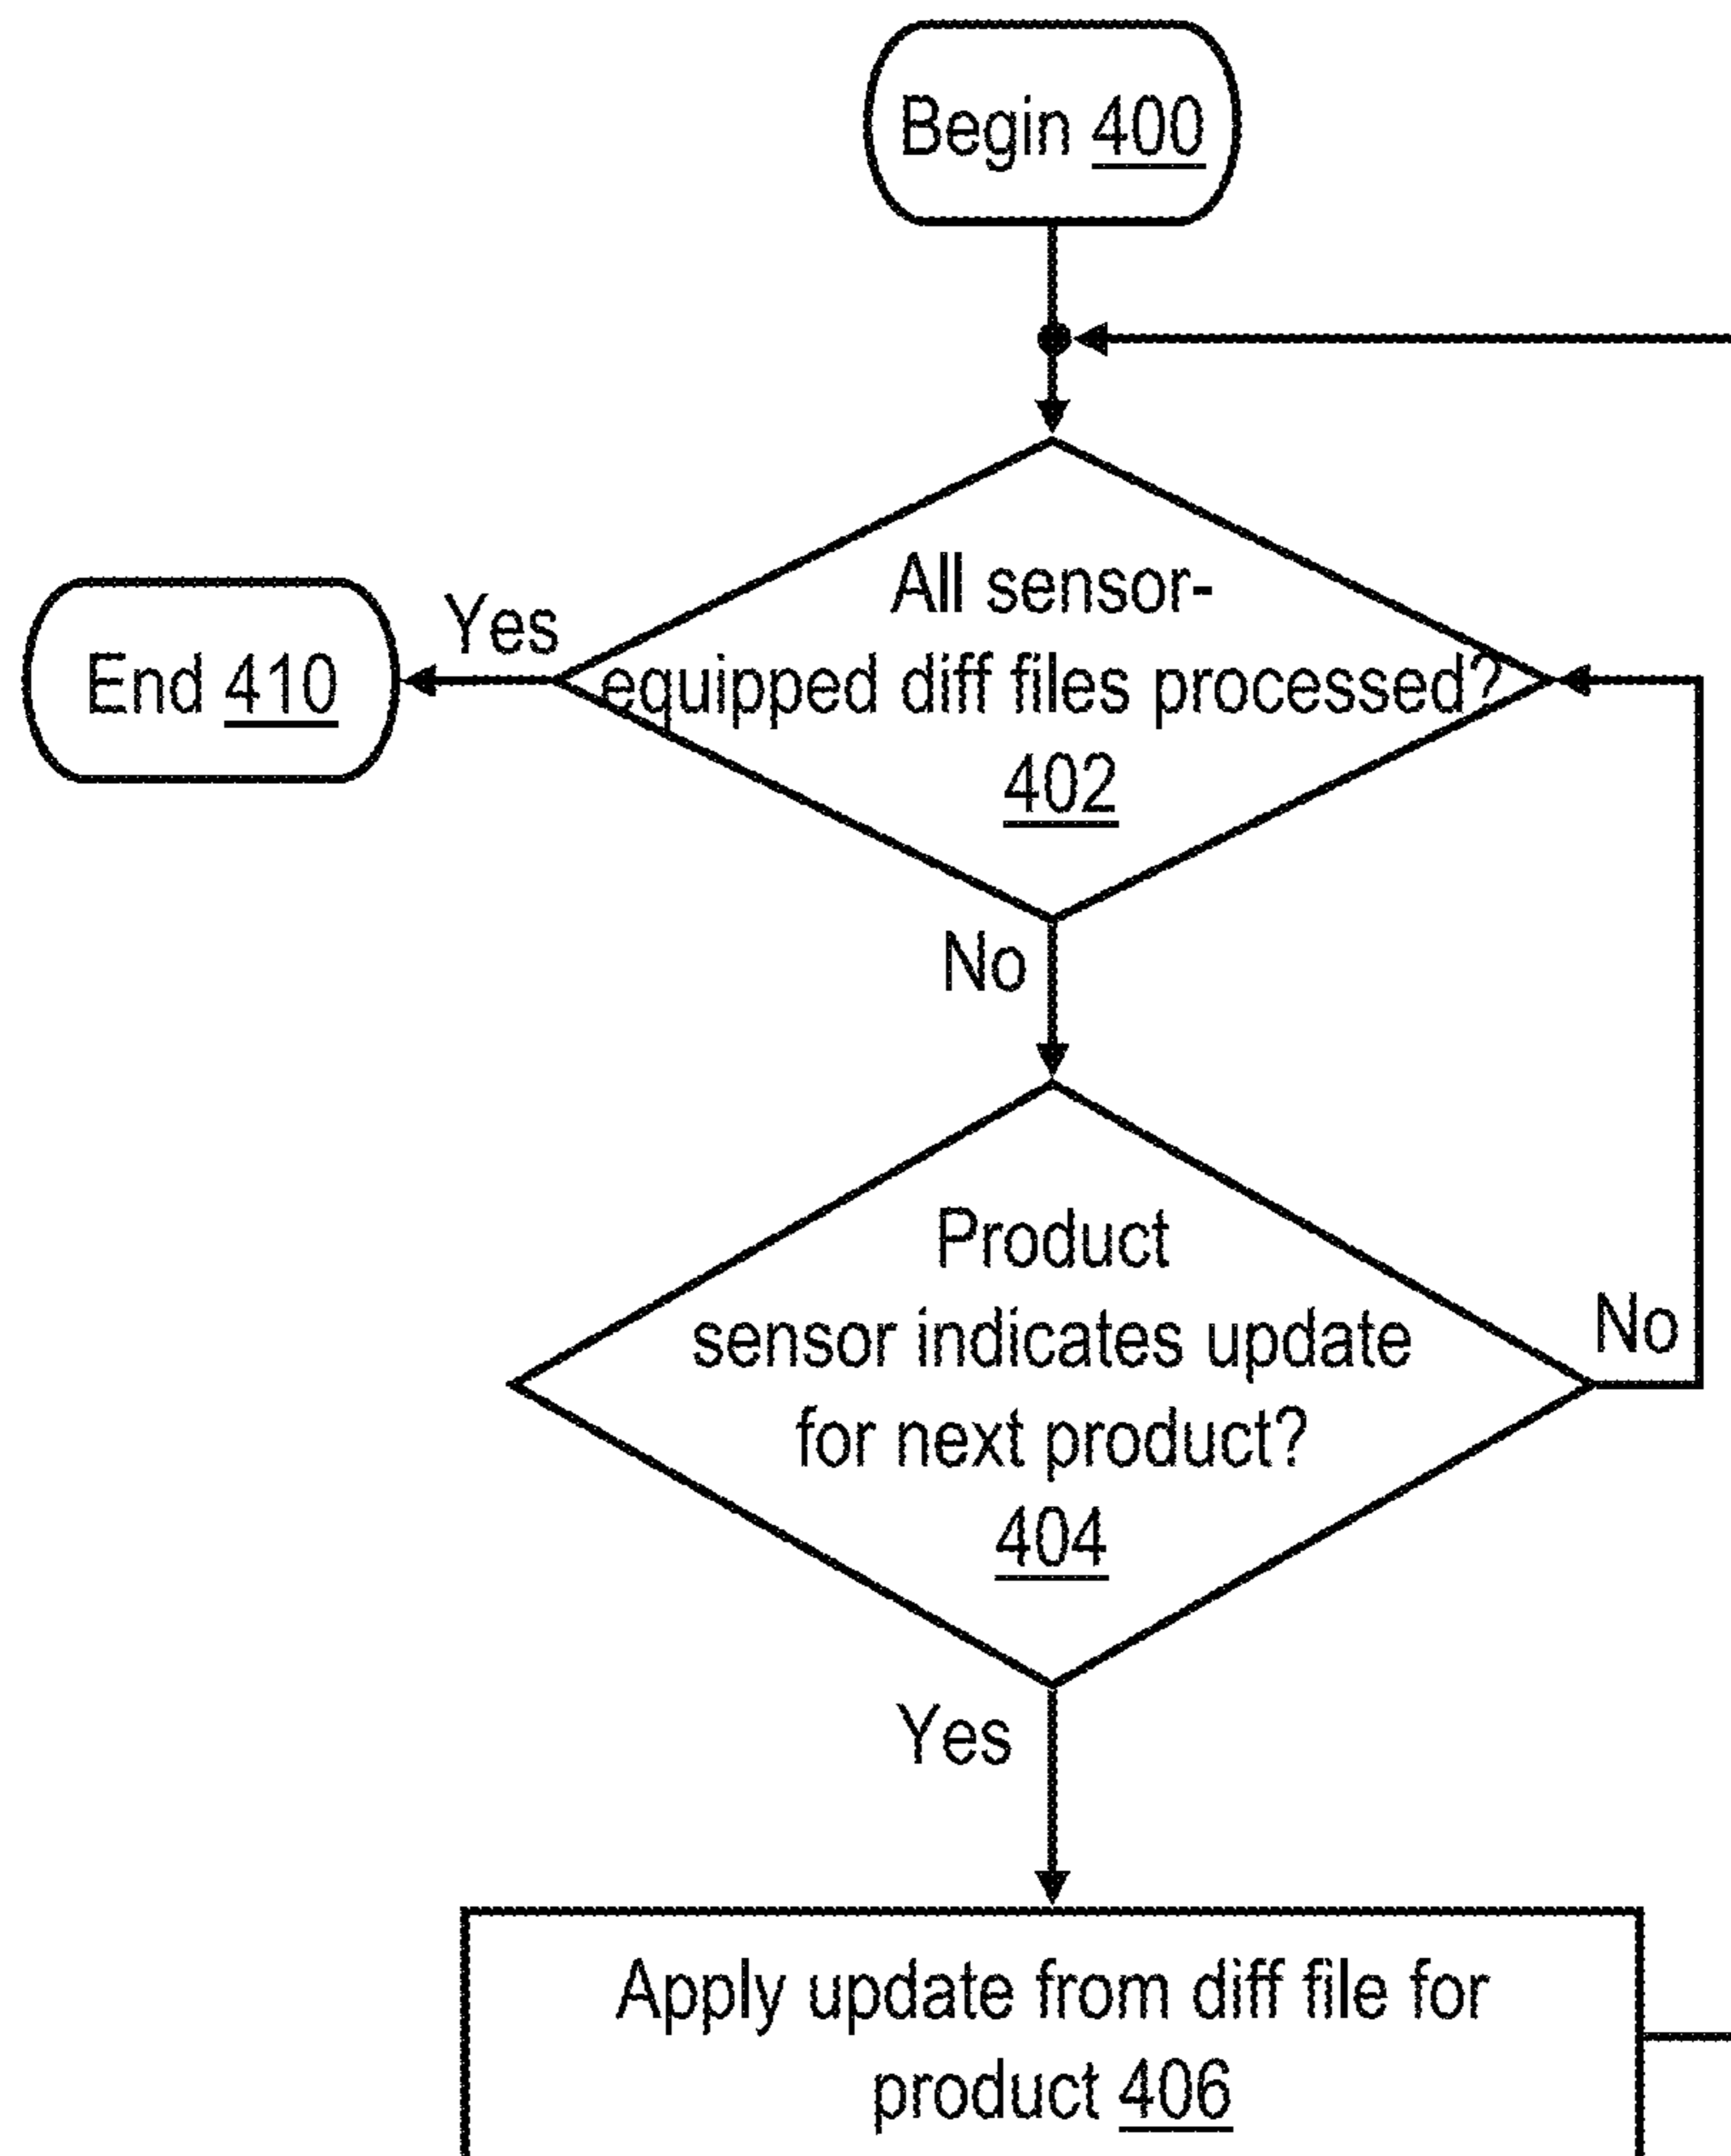 Begin 400
All sensor-
equipped diff files processed?
402
Yes
End 410
No
Product
sensor indicates update
for next product?
404
No
Yes
Apply update from diff file for
product 406